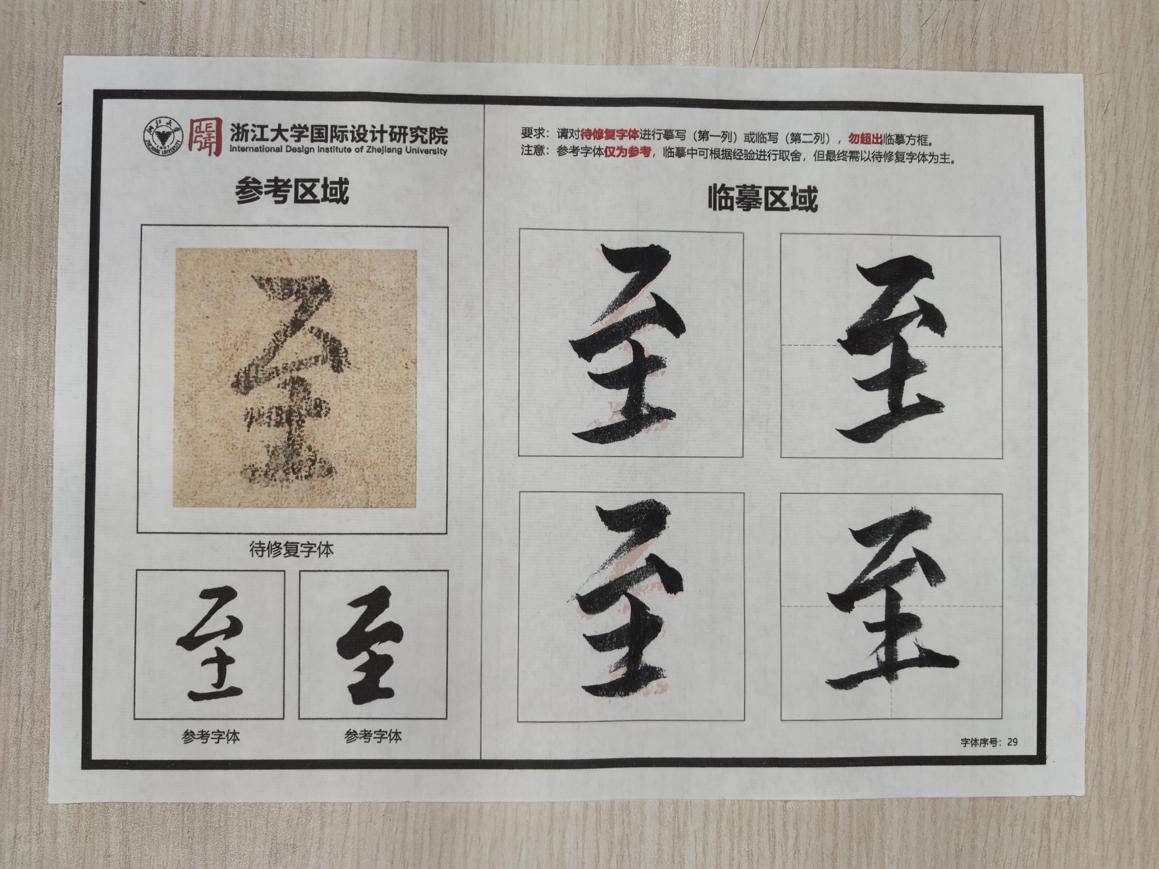 浙江大学国际设计研究院
International Design Institute of Zhejiang University
参考区域
至
待修复字体
至
至
参考字体
参考字体
要求：请对待修复字体进行摹写（第一列）或临写（第二列），勿超出临摹方框。
注意：参考字体仅为参考，临摹中可根据经验进行取舍，但最终需以待修复字体为主。
临摹区域
至
至
至
至
字体序号：29